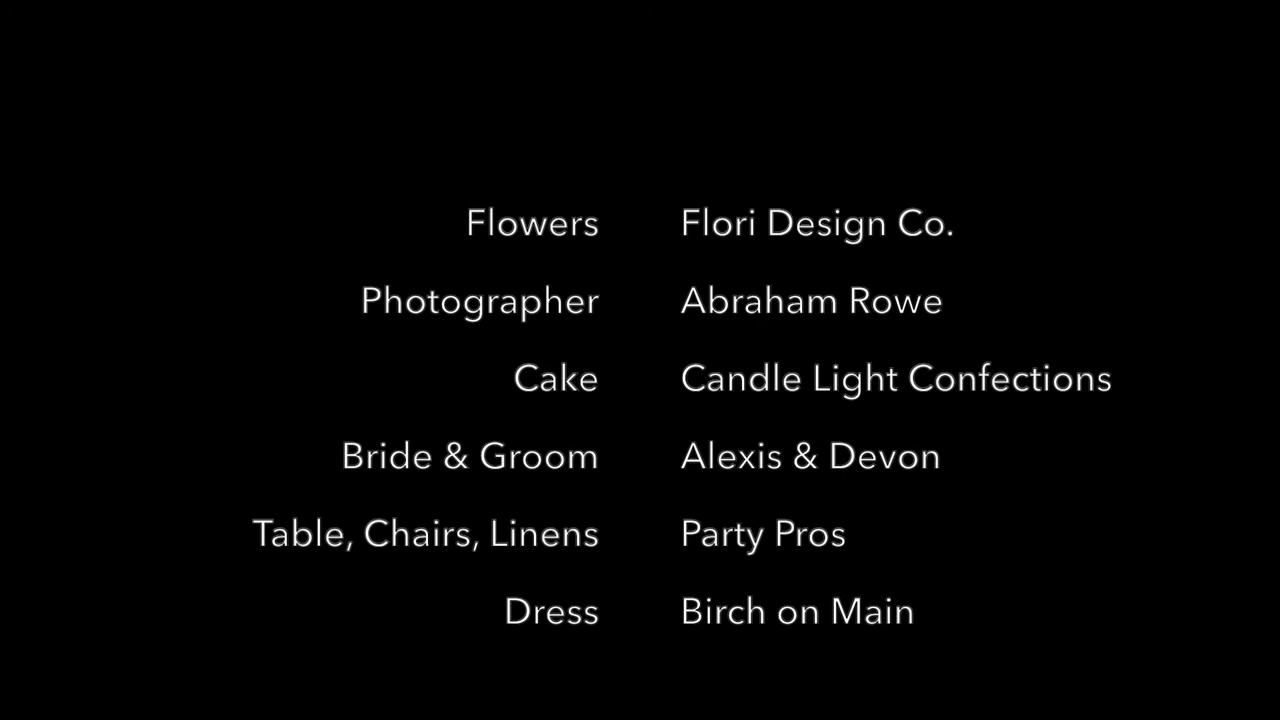 Flowers Flori Design Co.
Photographer Abraham Rowe
Cake Candle Light Confections
Bride & Groom Alexis & Devon
Table, Chairs, Linens Party Pros
Dress Birch on Main